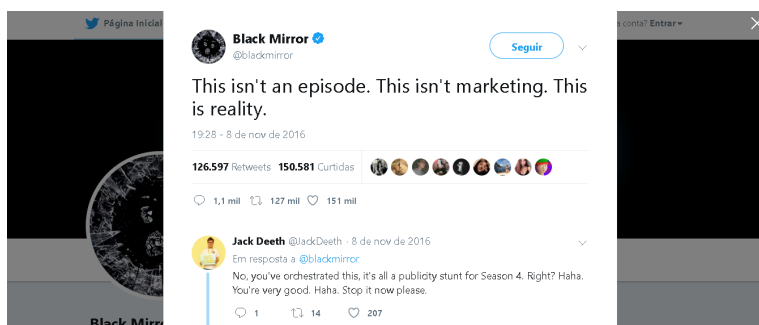 Página Inicial
a conta? Entrar
Black Mirror
@blackmirror
Seguir
This isn't an episode. This isn't marketing. This
is reality.
19:28 - 8 de nov de 2016
126.597 Retweets 150.581 Curtidas
1,1 mil 127 mil 151 mil
Jack Deeth @JackDeeth · 8 de nov de 2016
Em resposta a @blackmirror
No, you've orchestrated this, it's all a publicity stunt for Season 4. Right? Haha.
You're very good. Haha. Stop it now please.
1 14 207
Black Mirr